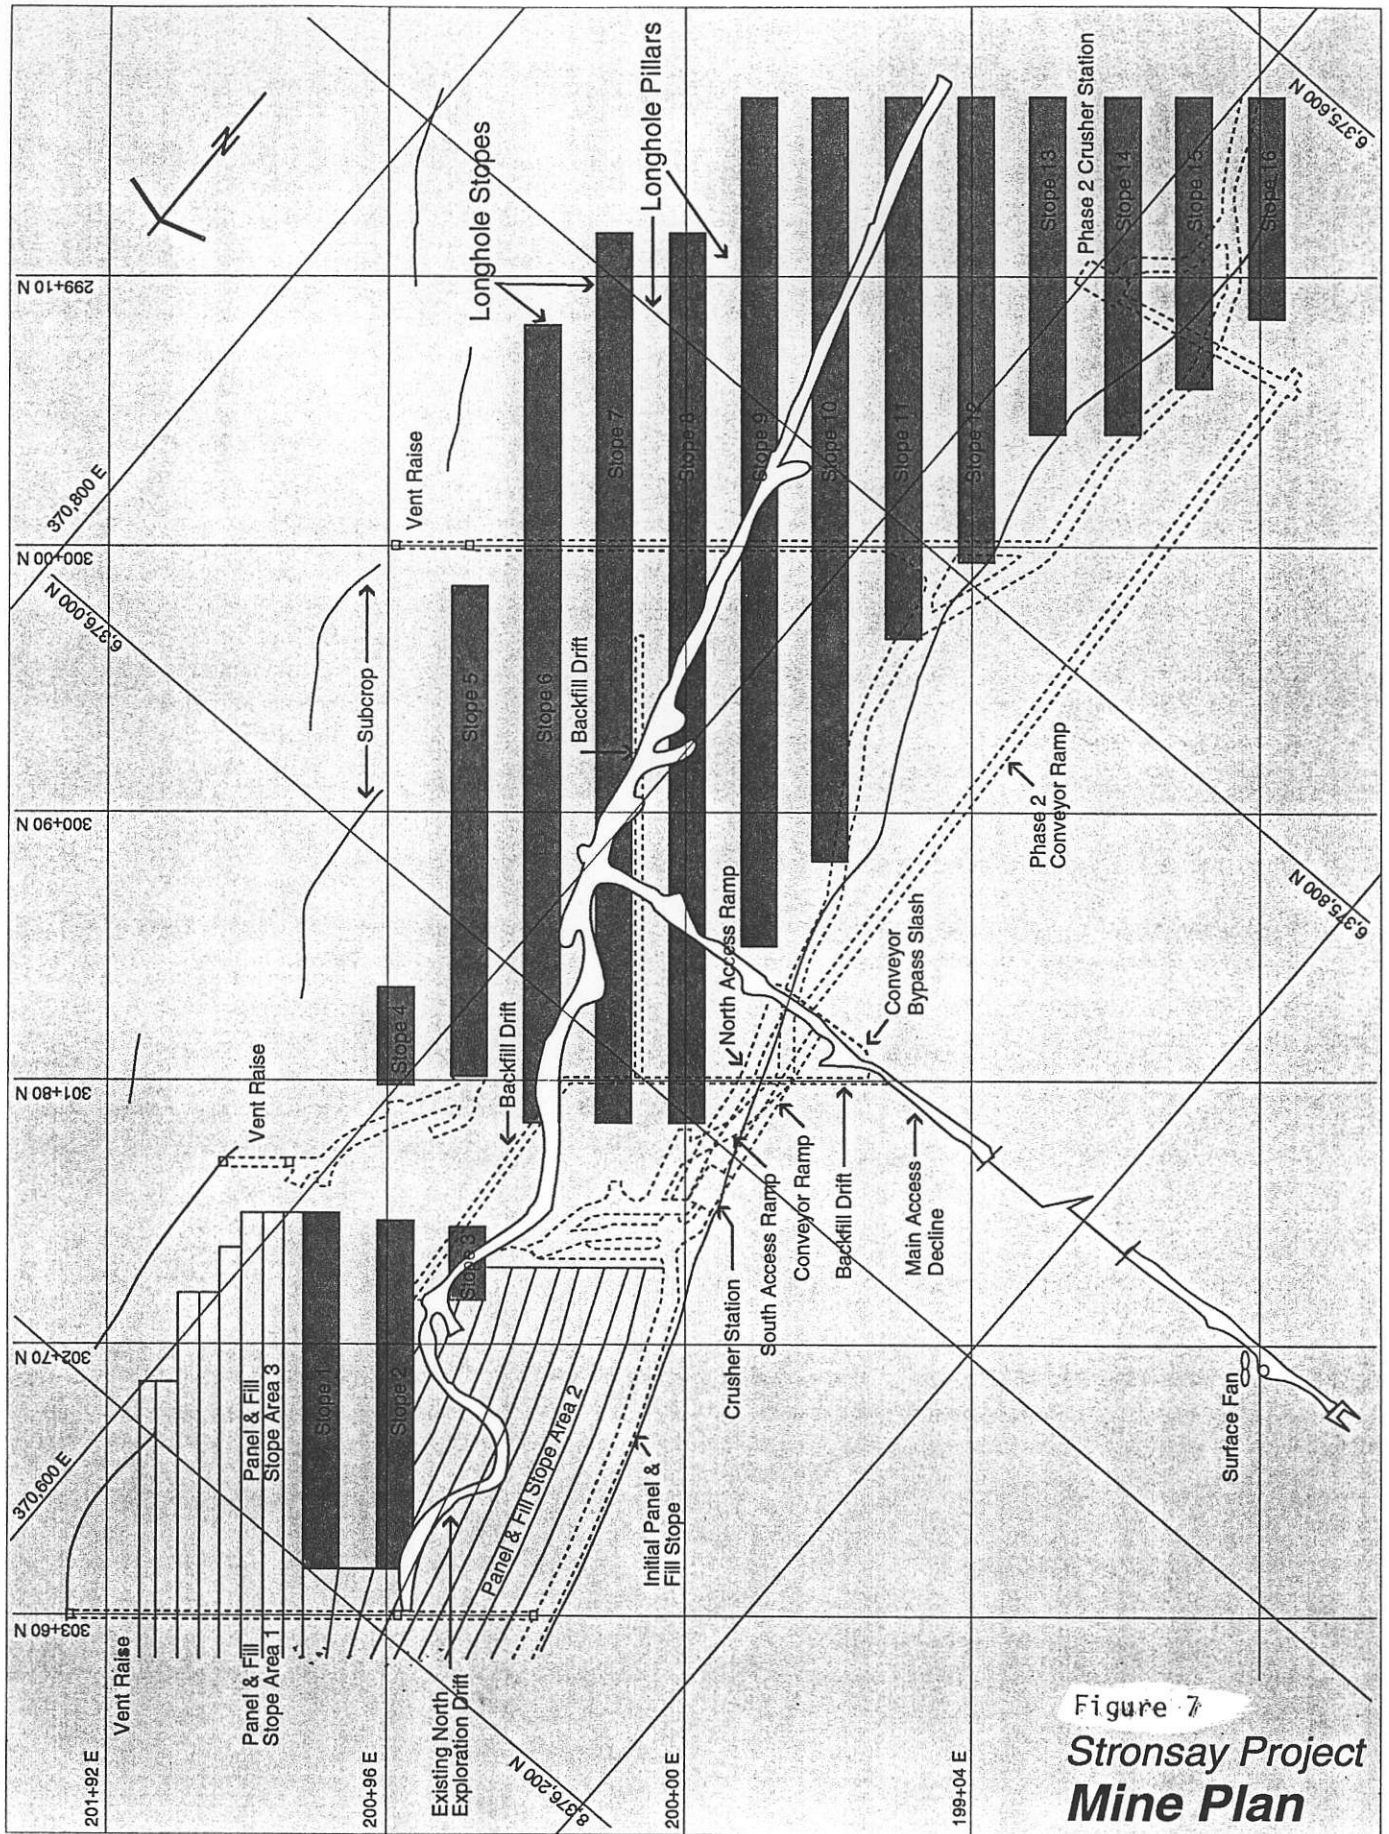 6,375,600 N
N
Longhole Stopes
Longhole Pillars
Phase 2 Crusher Station
Stope 13
Stope 14
Stope 15
Stope 16
299+10 N
370,800 E
Vent Raise
Stope 7
Stope 8
Stope 9
Stope 10
Stope 11
Stope 12
300+00 N
6,376,000 N
Subcrop
Stope 5
Stope 6
Backfill Drift
Phase 2
Conveyor Ramp
300+90 N
6,375,800 N
Stope 4
North Access Ramp
Conveyor
Bypass Slash
301+80 N
Vent Raise
Backfill Drift
Stope 3
Crusher Station
South Access Ramp
Conveyor Ramp
Backfill Drift
Main Access
Decline
302+70 N
370,600 E
Panel & Fill
Stope Area 3
Stope 1
Stope 2
Panel & Fill Stope Area 2
Initial Panel &
Fill Stope
Surface Fan
303+60 N
Vent Raise
Panel & Fill
Stope Area 1
Existing North
Exploration Drift
8,376,200 N
201+92 E
200+96 E
200+00 E
199+04 E
Figure 7
Stronsay Project
Mine Plan